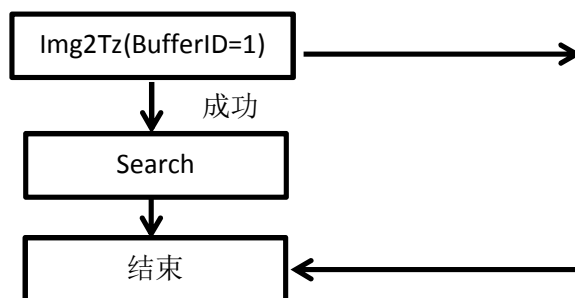 Img2Tz(BufferID=1)
成功
Search
结束